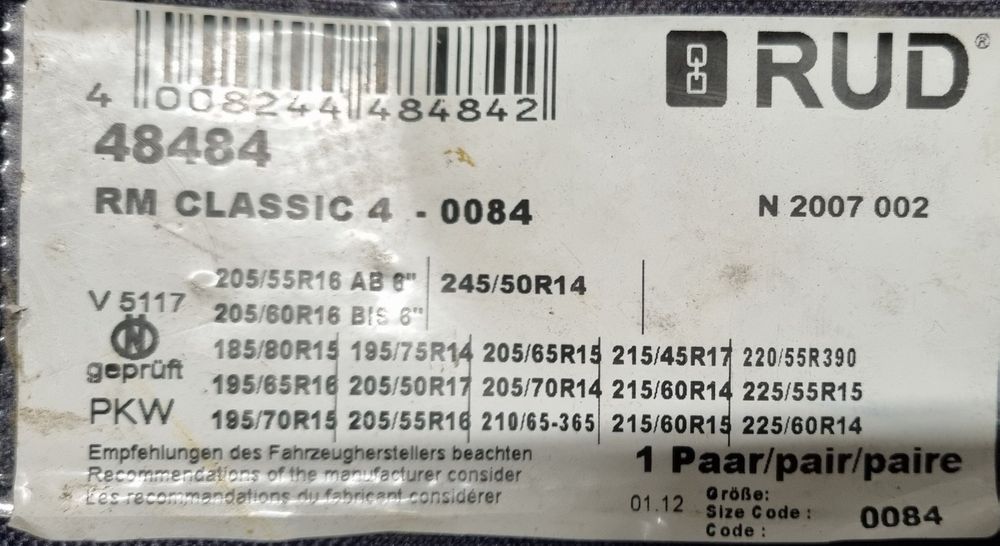 RUD®
4 008244 484842
48484
RM CLASSIC 4 - 0084 N 2007 002
205/55R16 AB 6" 245/50R14
V 5117
205/60R16 BIS 6"
185/80R15 195/75R14 205/65R15 215/45R17 220/55R390
geprüft
195/65R16 205/50R17 205/70R14 215/60R14 225/55R15
PKW
195/70R15 205/55R16 210/65-365 215/60R15 225/60R14
Empfehlungen des Fahrzeugherstellers beachten
Recommendations of the manufacturer consider
Les recommandations du fabricant considérer
1 Paar/pair/paire
01.12
Größe:
Size Code : 0084
Code :